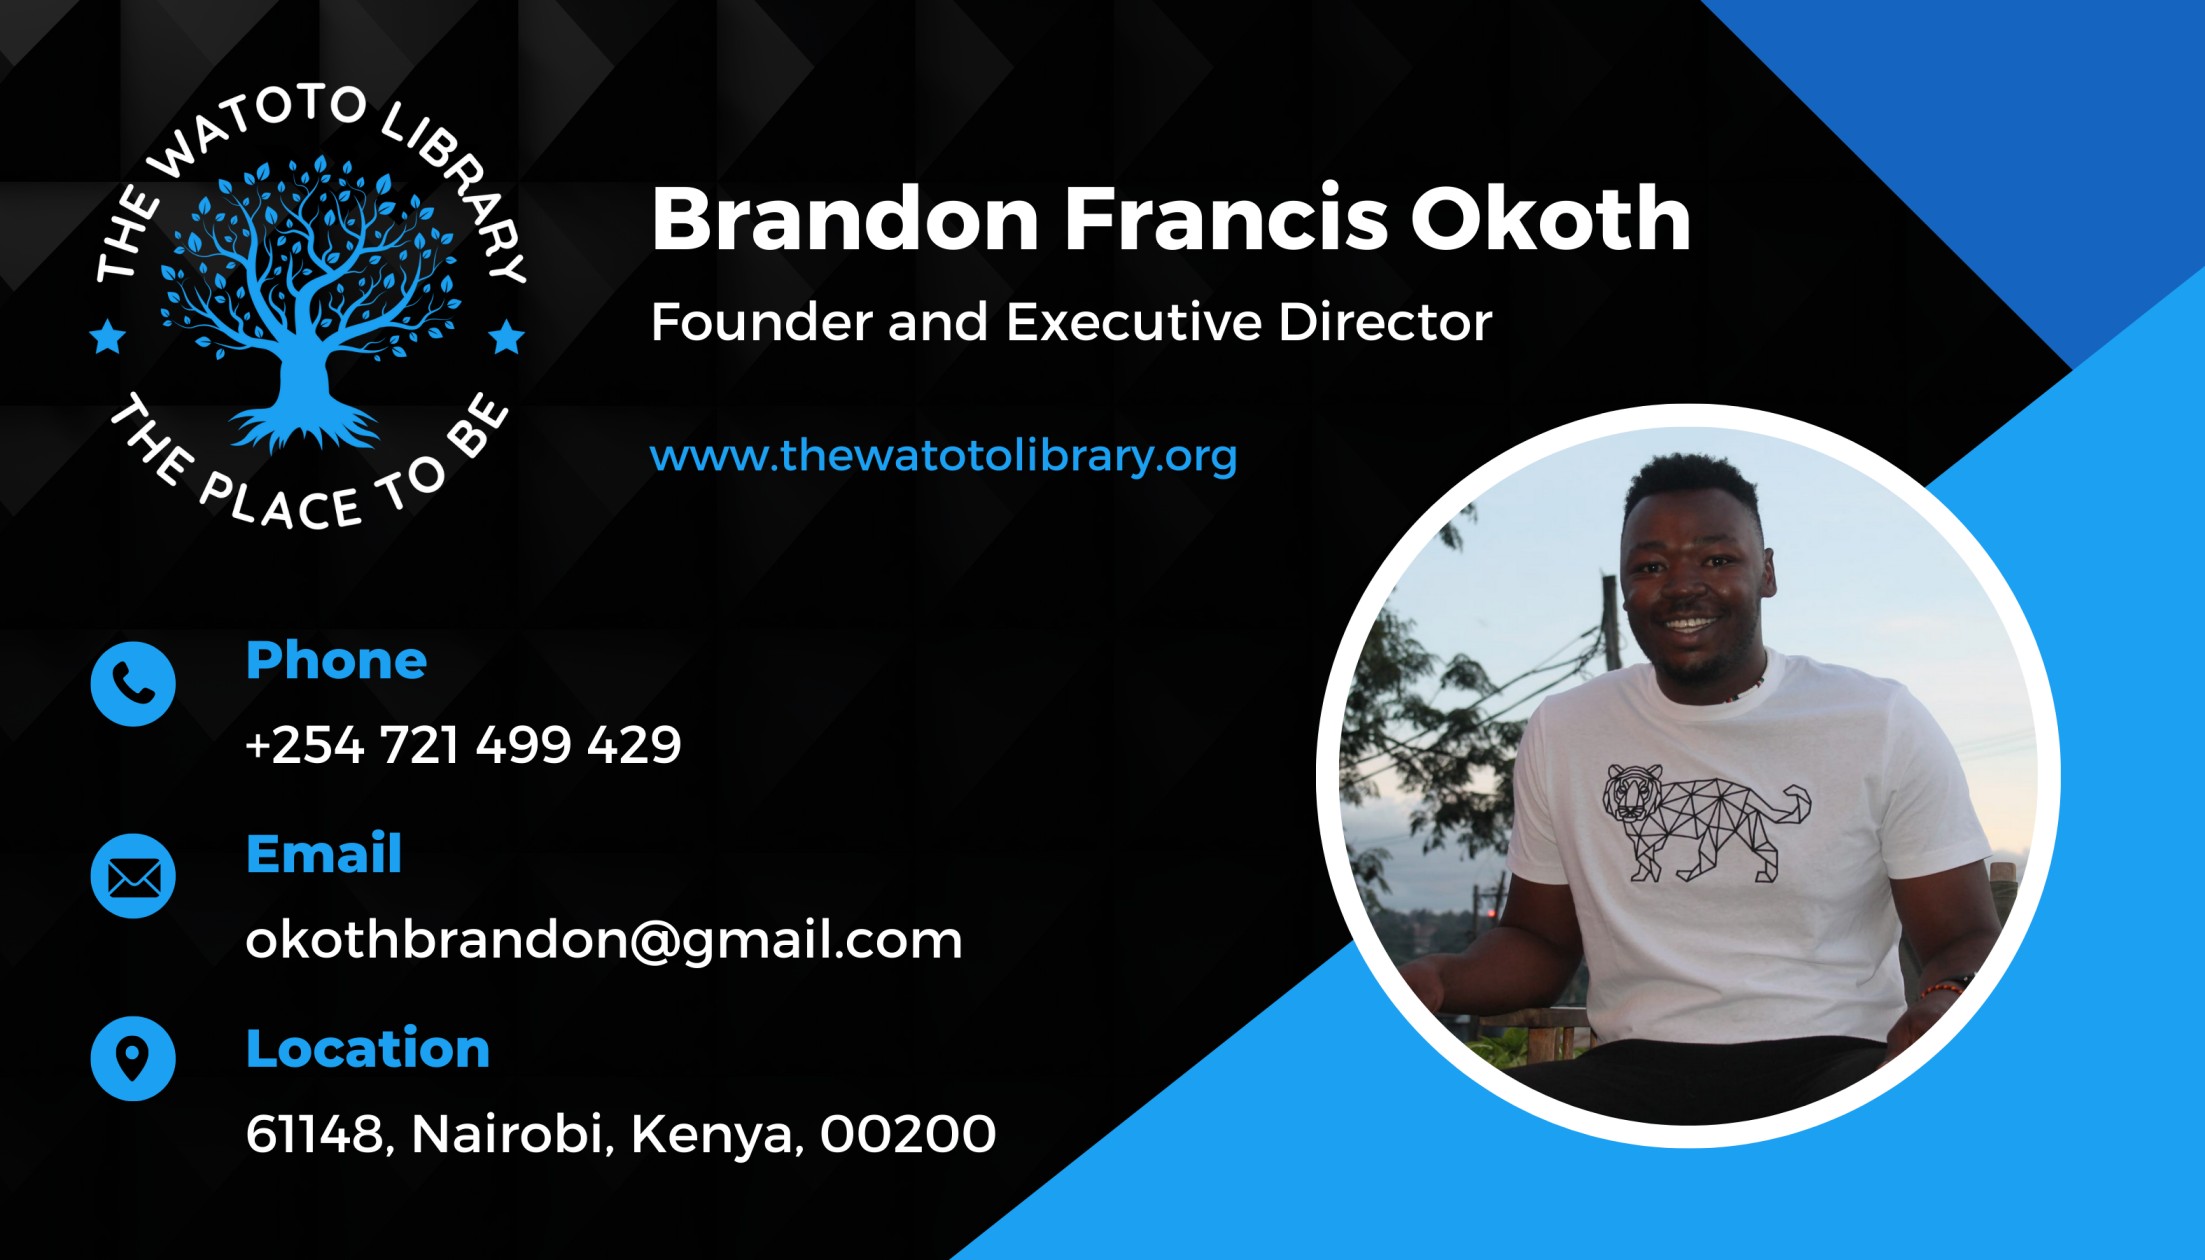 THE WATOTO LIBRARY
THE PLACE TO BE
Brandon Francis Okoth
Founder and Executive Director
www.thewatotolibrary.org
Phone
+254 721 499 429
Email
okothbrandon@gmail.com
Location
61148, Nairobi, Kenya, 00200